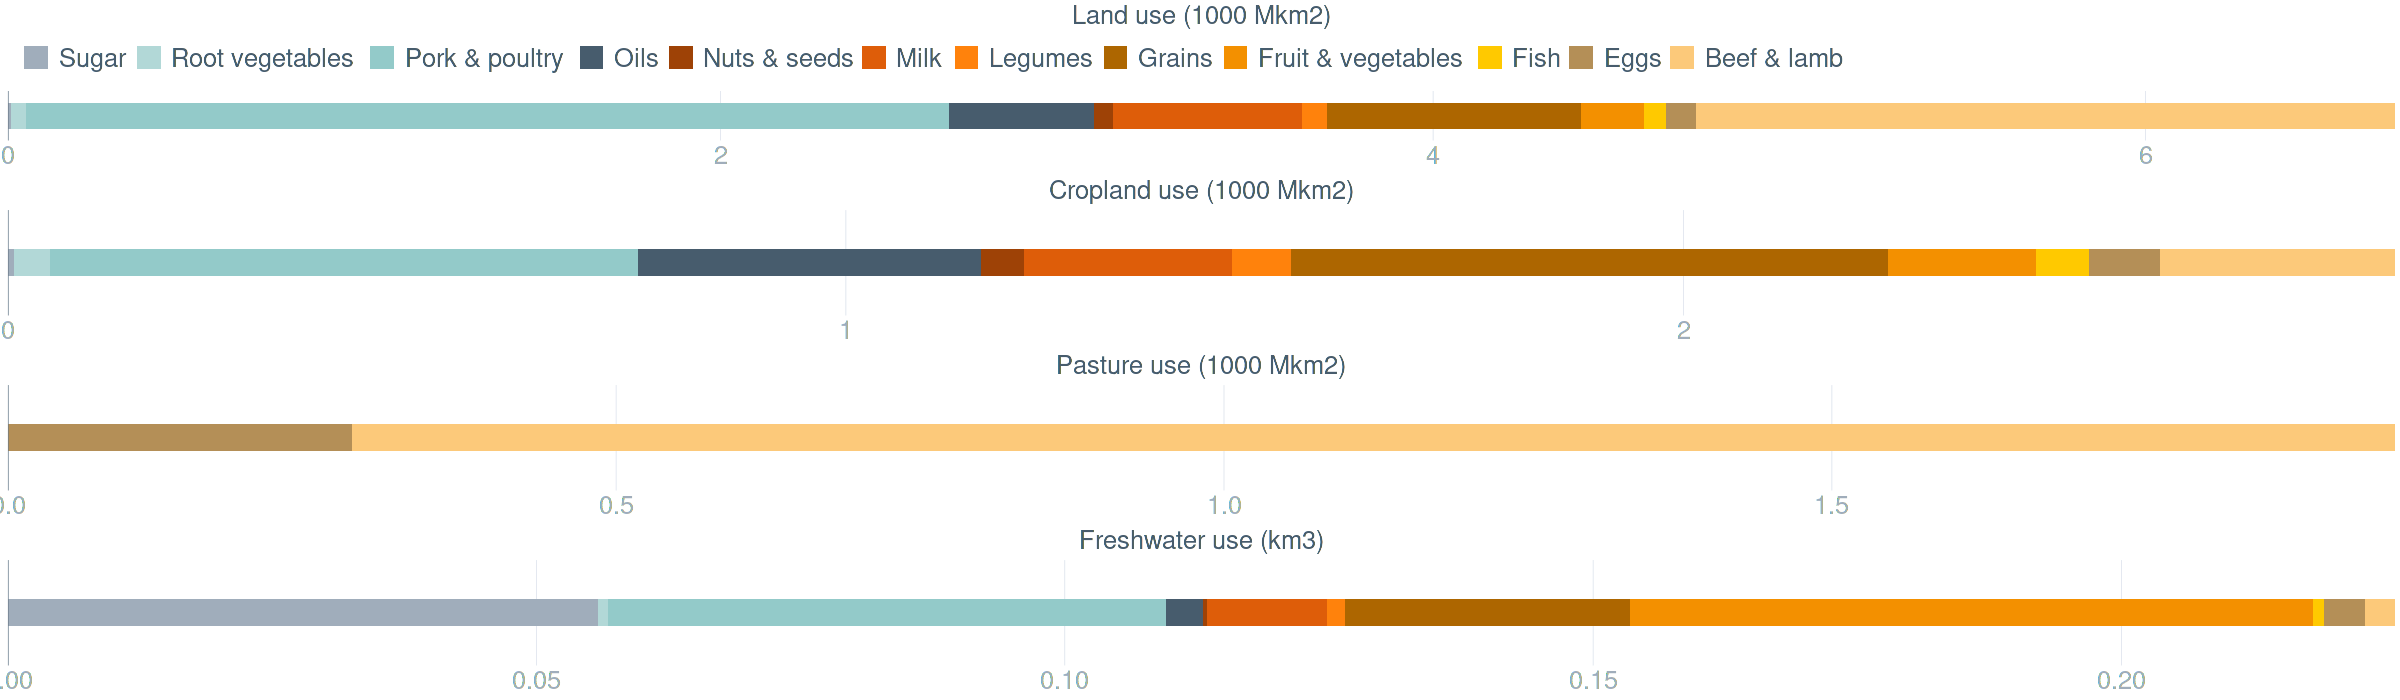 Land use (1000 Mkm2)
Sugar Root vegetables Pork & poultry Oils Nuts & seeds Milk Legumes Grains Fruit & vegetables Fish Eggs Beef & lamb
0 2 4 6
Cropland use (1000 Mkm2)
0 1 2
Pasture use (1000 Mkm2)
0.0 0.5 1.0 1.5
Freshwater use (km3)
.00 0.05 0.10 0.15 0.20